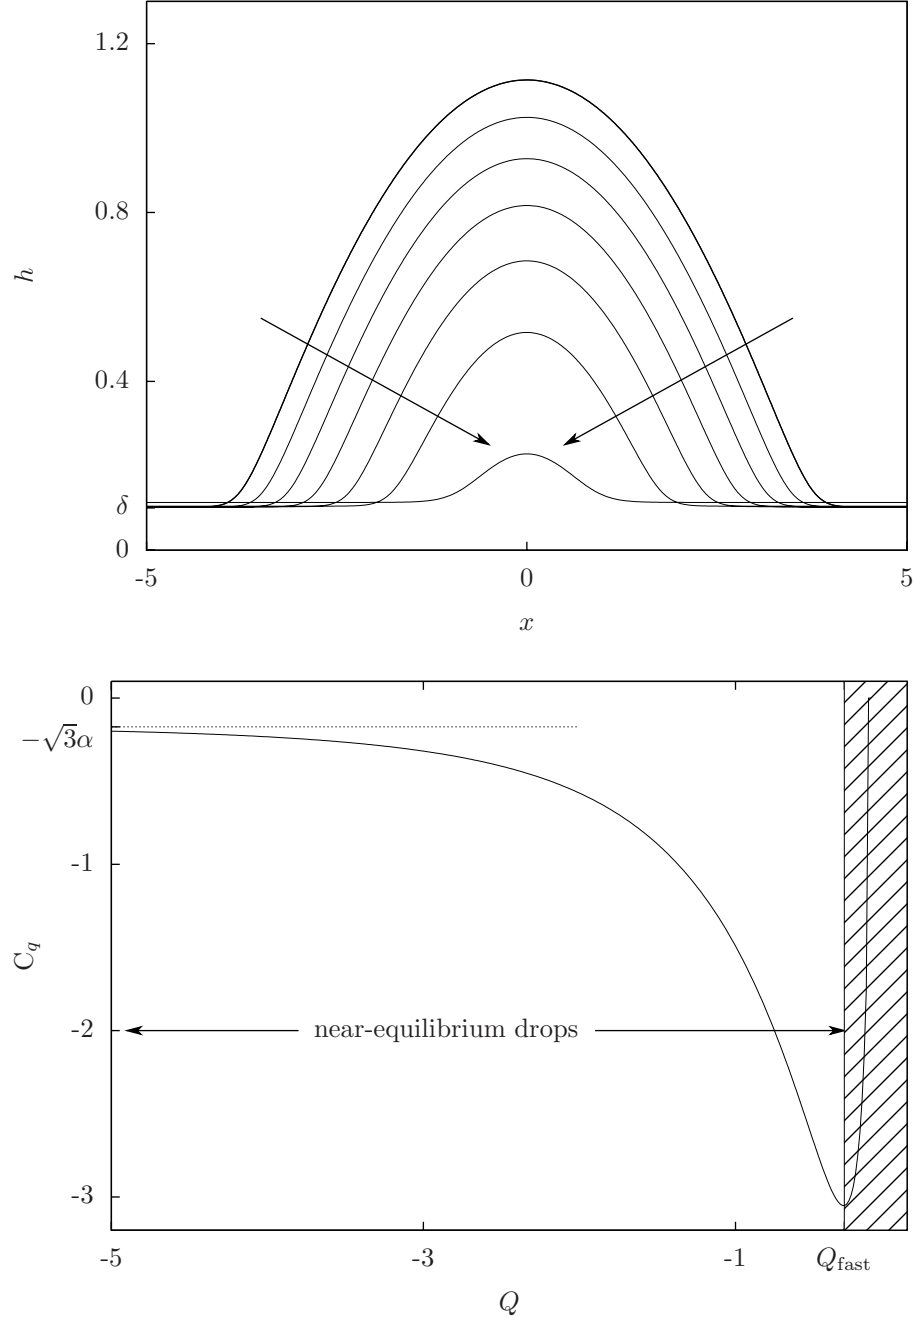 1.2
0.8
h
0.4
δ
0
-5 0 5
x
0
−√3α
-1
C_q
-2 near-equilibrium drops
-3
-5 -3 -1 Q_fast
Q